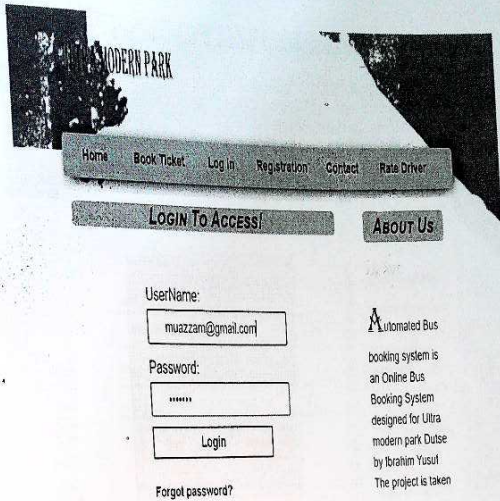 ULTRA MODERN PARK
Home Book Ticket Log in Registration Contact Rate Driver
LOGIN TO ACCESS!
ABOUT US
UserName:
muazzam@gmail.com
Password:
•••••••
Login
Forgot password?
Automated Bus
booking system is
an Online Bus
Booking System
designed for Ultra
modern park Dutse
by Ibrahim Yusuf
The project is taken